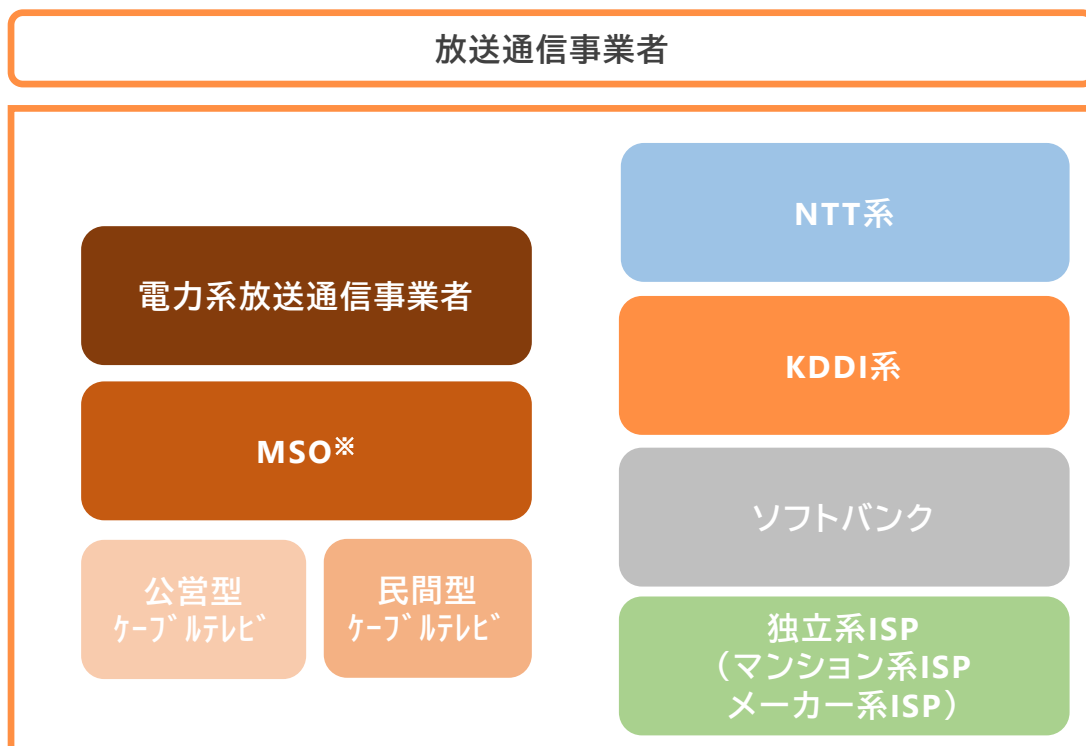 放送通信事業者
電力系放送通信事業者
MSO※
公営型
ｹｰﾌﾞﾙﾃﾚﾋﾞ
民間型
ｹｰﾌﾞﾙﾃﾚﾋﾞ
NTT系
KDDI系
ソフトバンク
独立系ISP
（マンション系ISP
メーカー系ISP）